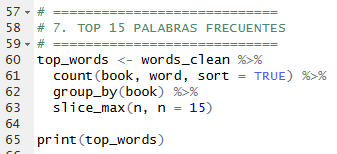 57 # =============================
58 # 7. TOP 15 PALABRAS FRECUENTES
59 # =============================
60 top_words <- words_clean %>%
61   count(book, word, sort = TRUE) %>%
62   group_by(book) %>%
63   slice_max(n, n = 15)
64
65 print(top_words)